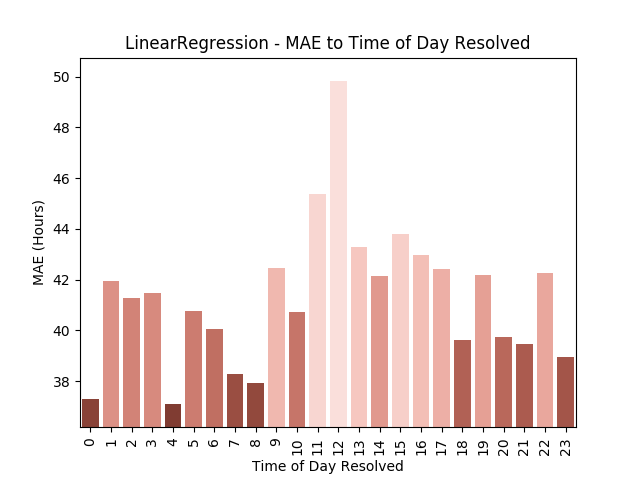 LinearRegression - MAE to Time of Day Resolved
MAE (Hours)
50
48
46
44
42
40
38
0 1 2 3 4 5 6 7 8 9 10 11 12 13 14 15 16 17 18 19 20 21 22 23
Time of Day Resolved